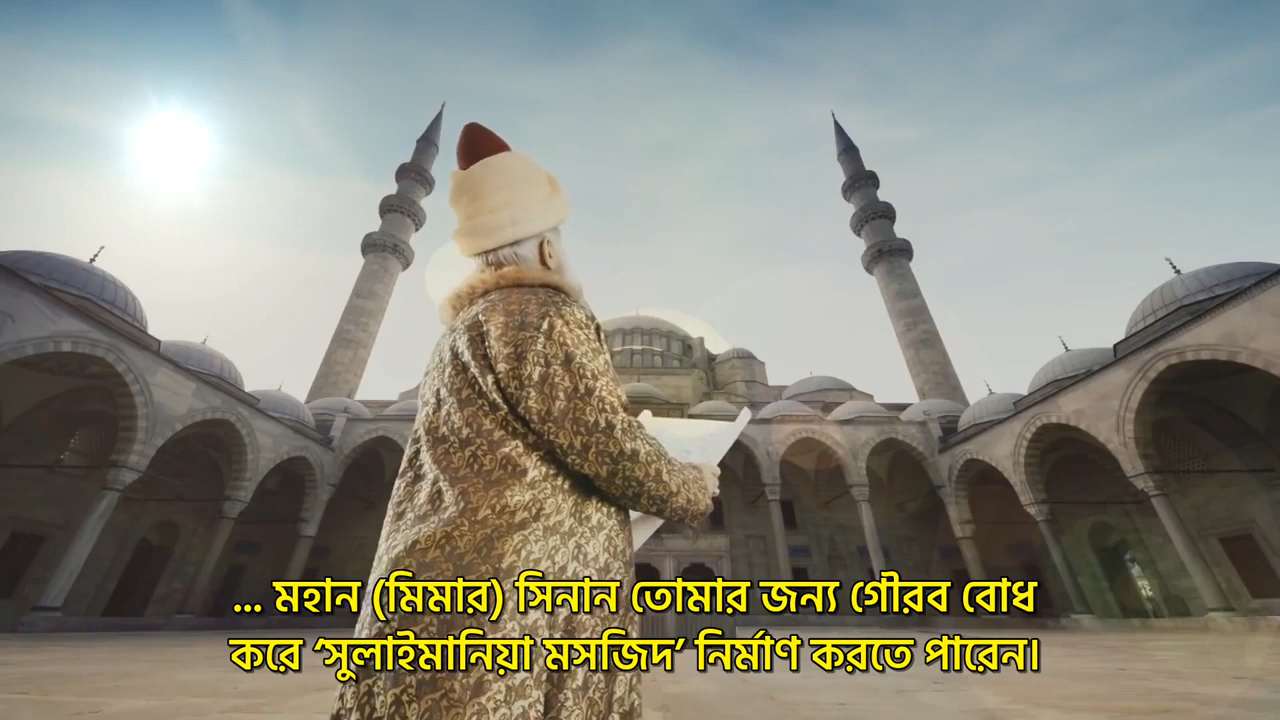 ... মহান (মিমার) সিনান তোমার জন্য গৌরব বোধ
করে ‘সুলাইমানিয়া মসজিদ’ নির্মাণ করতে পারেন।